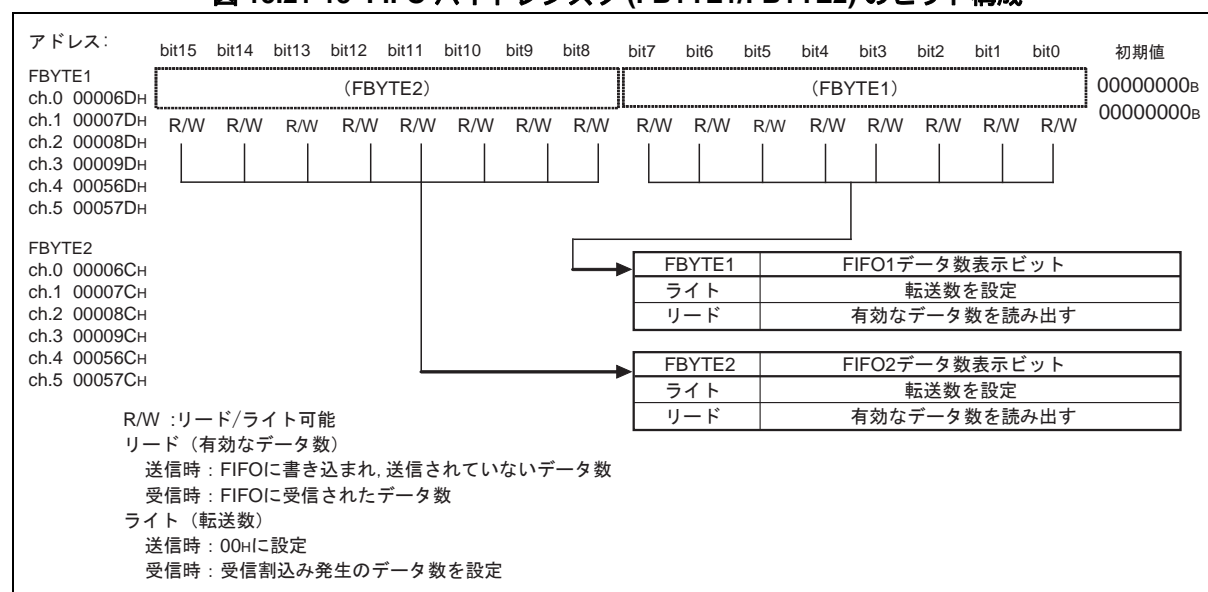 図 16.21-16 FIFO バイトレジスタ (FBYTE1/FBYTE2) のビット構成
アドレス:
bit15 bit14 bit13 bit12 bit11 bit10 bit9 bit8 bit7 bit6 bit5 bit4 bit3 bit2 bit1 bit0 初期値
FBYTE1
ch.0 00006DH
ch.1 00007DH
ch.2 00008DH
ch.3 00009DH
ch.4 00056DH
ch.5 00057DH
(FBYTE2) (FBYTE1) 00000000B
00000000B
R/W R/W R/W R/W R/W R/W R/W R/W R/W R/W R/W R/W R/W R/W R/W R/W
FBYTE2
ch.0 00006CH
ch.1 00007CH
ch.2 00008CH
ch.3 00009CH
ch.4 00056CH
ch.5 00057CH
FBYTE1 FIFO1データ数表示ビット
ライト 転送数を設定
リード 有効なデータ数を読み出す
FBYTE2 FIFO2データ数表示ビット
ライト 転送数を設定
リード 有効なデータ数を読み出す
R/W :リード/ライト可能
リード（有効なデータ数）
送信時：FIFOに書き込まれ, 送信されていないデータ数
受信時：FIFOに受信されたデータ数
ライト（転送数）
送信時：00Hに設定
受信時：受信割込み発生のデータ数を設定